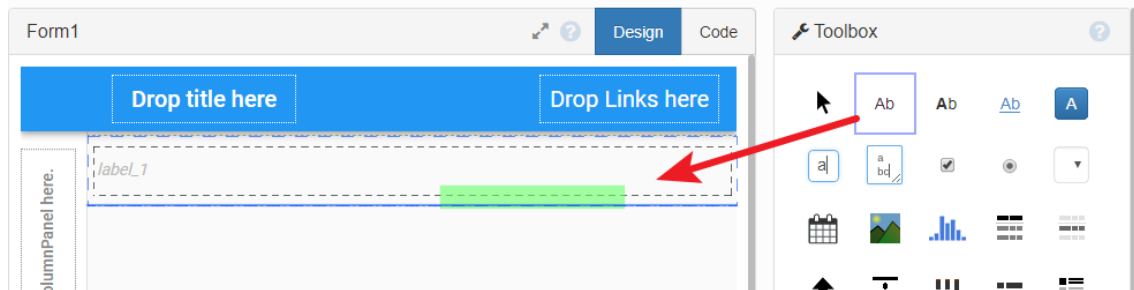 Form1
Design
Code
Toolbox
Drop title here
Drop Links here
label_1
olumnPanel here.
Ab
Ab
Ab
A
a
a
bc